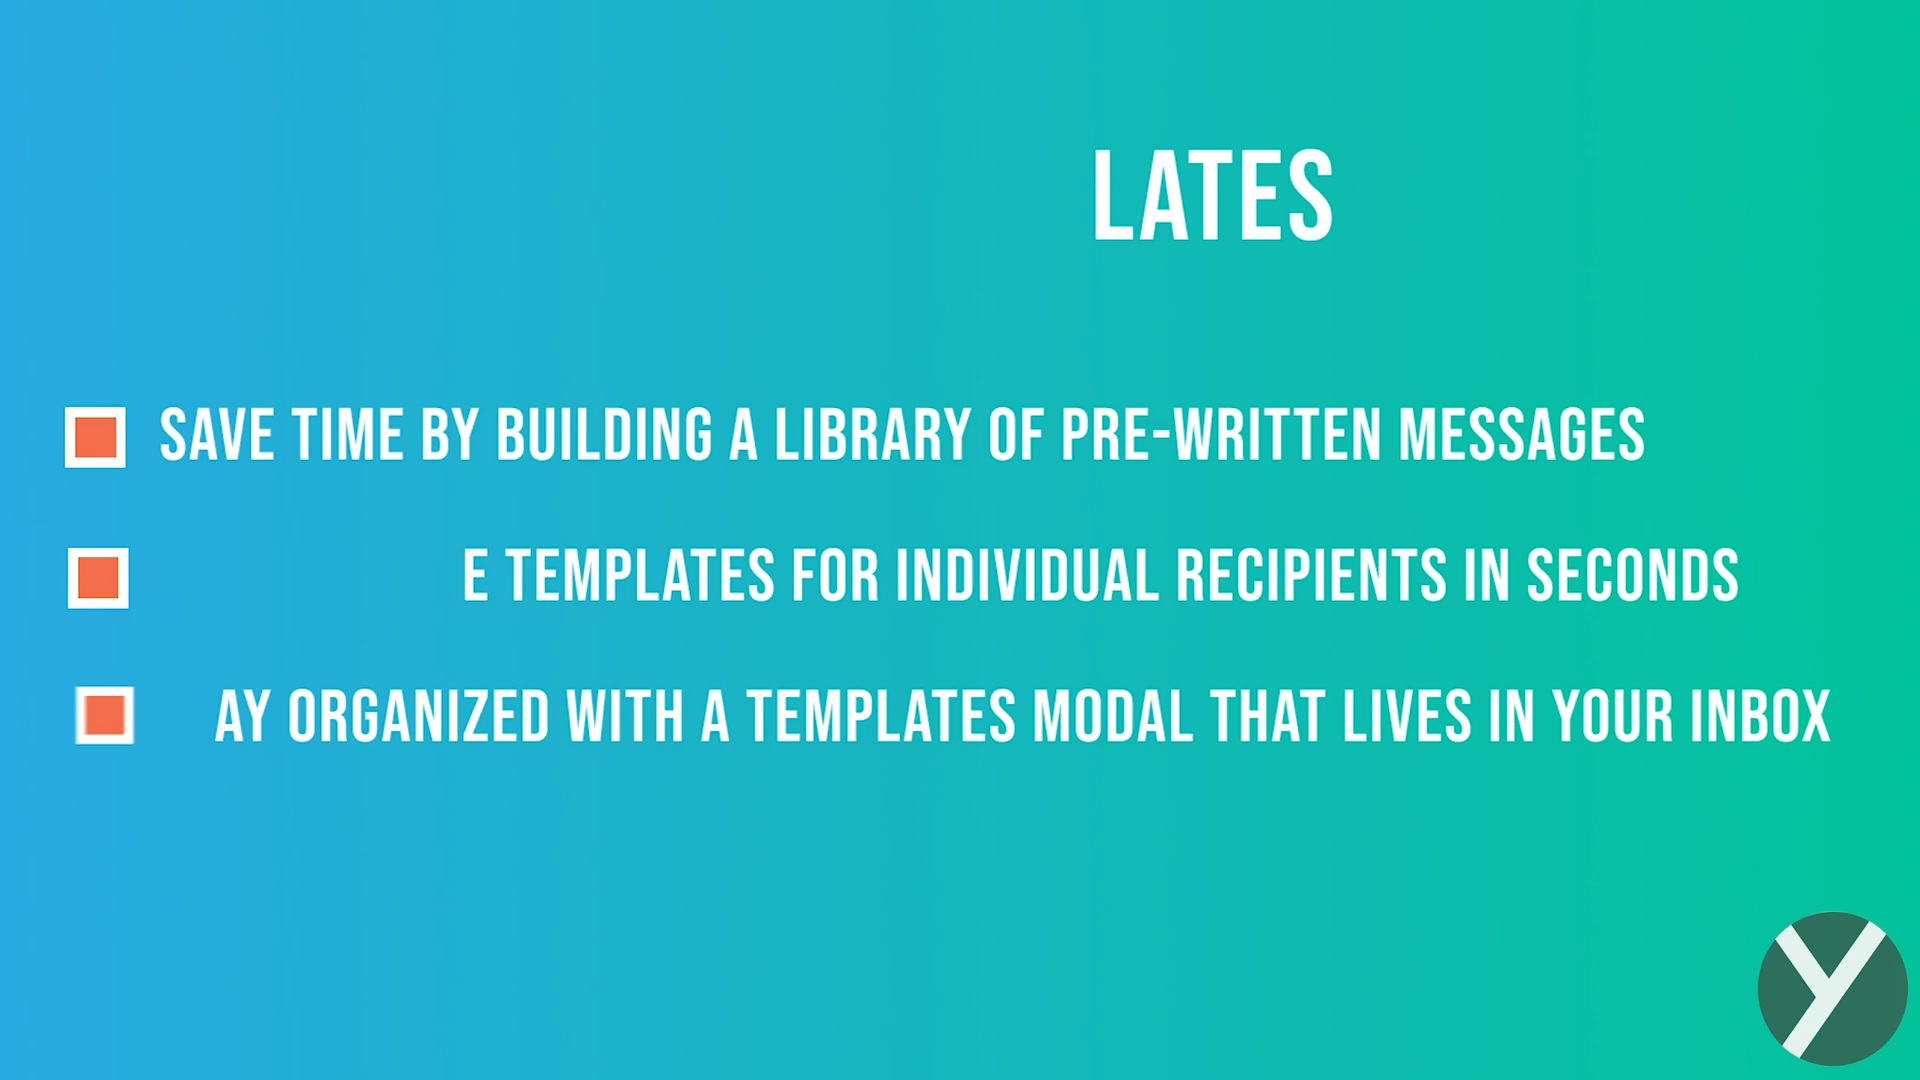 LATES
SAVE TIME BY BUILDING A LIBRARY OF PRE-WRITTEN MESSAGES
E TEMPLATES FOR INDIVIDUAL RECIPIENTS IN SECONDS
AY ORGANIZED WITH A TEMPLATES MODAL THAT LIVES IN YOUR INBOX
Y